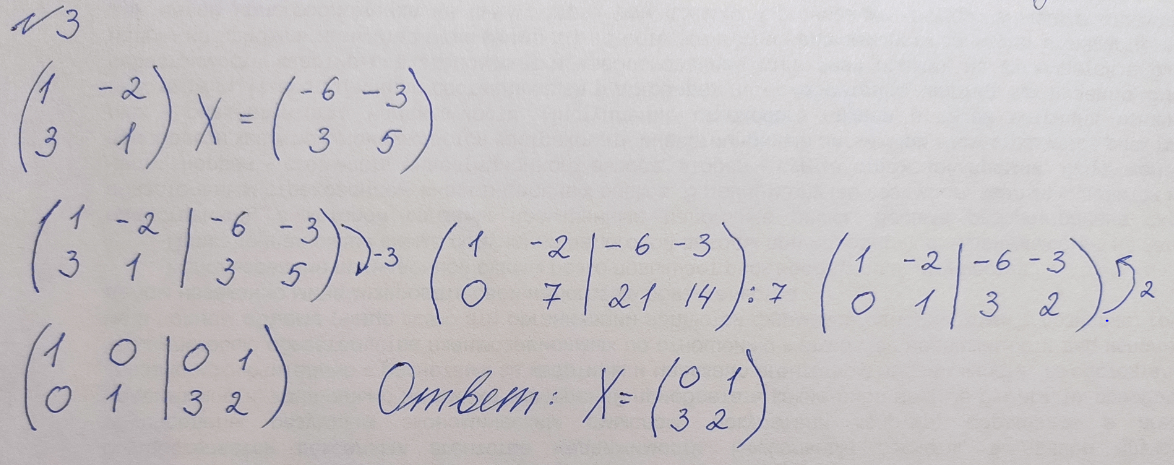 №3
(1 -2; 3 1) X = (-6 -3; 3 5)
(1 -2 | -6 -3; 3 1 | 3 5) -3 (1 -2 | -6 -3; 0 7 | 21 14) :7 (1 -2 | -6 -3; 0 1 | 3 2) 2
(1 0 | 0 1; 0 1 | 3 2) Ответ: X = (0 1; 3 2)